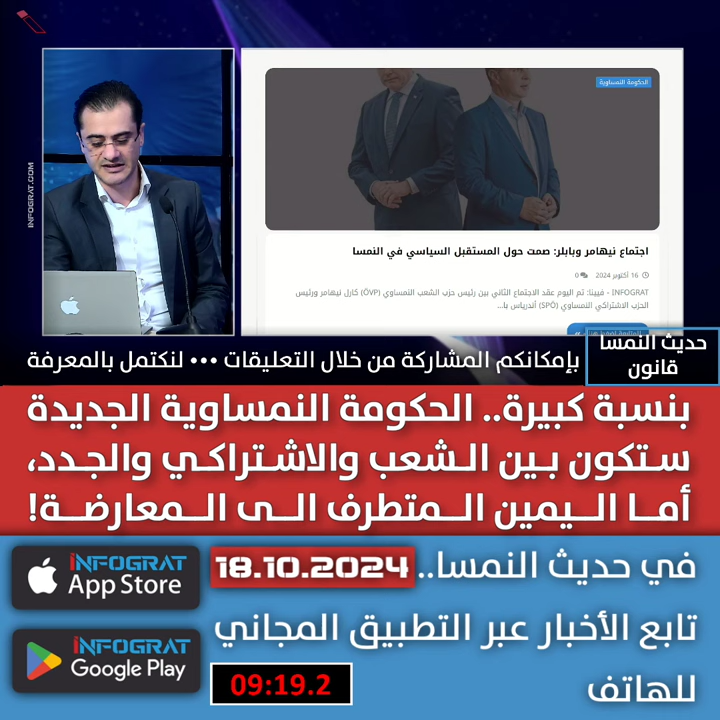 INFOGRAT.COM
الحكومة النمساوية
اجتماع نيهامر وبابلر: صمت حول المستقبل السياسي في النمسا
16 أكتوبر 2024 0
INFOGRAT - فيينا: تم اليوم عقد الاجتماع الثاني بين رئيس حزب الشعب النمساوي (ÖVP) كارل نيهامر ورئيس
الحزب الاشتراكي النمساوي (SPÖ) أندرياس با...
حديث النمسا
قانون
بإمكانكم المشاركة من خلال التعليقات ••• لنكتمل بالمعرفة
بنسبة كبيرة.. الحكومة النمساوية الجديدة
ستكون بين الشعب والاشتراكي والجدد،
أما اليمين المتطرف الى المعارضة!
في حديث النمسا.. 18.10.2024
تابع الأخبار عبر التطبيق المجاني
للهاتف
INFOGRAT
App Store
INFOGRAT
Google Play
09:19.2